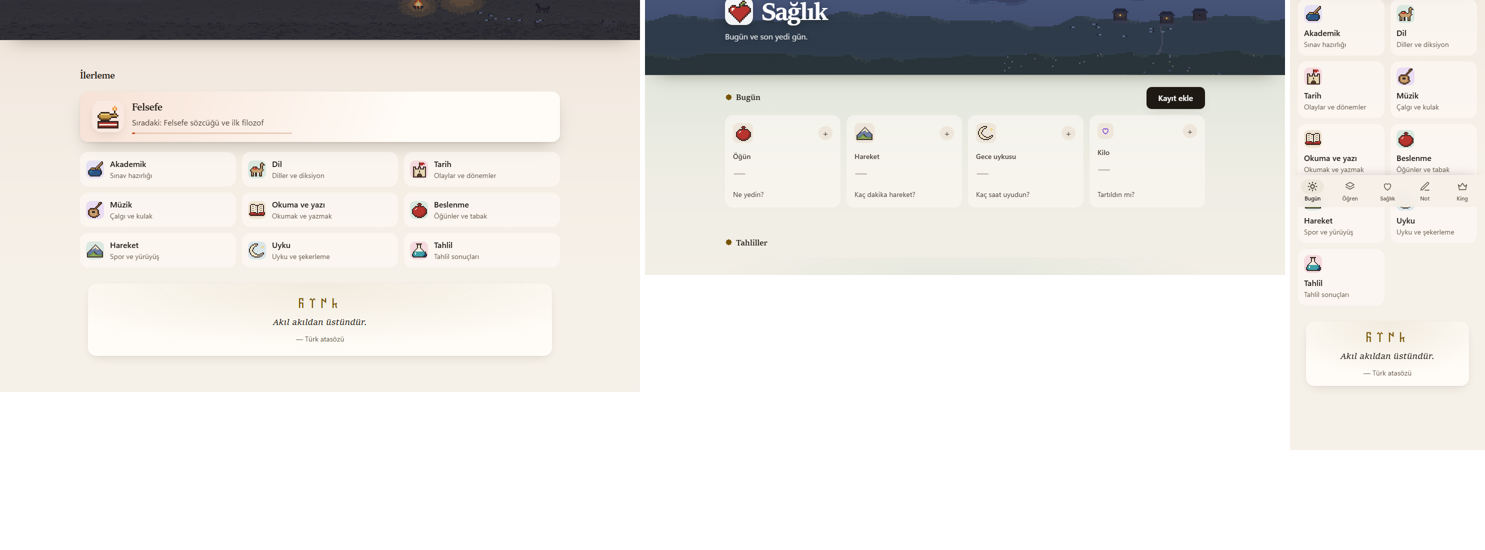 İlerleme
Felsefe
Sıradaki: Felsefe sözcüğü ve ilk filozof
Akademik
Sınav hazırlığı
Dil
Diller ve diksiyon
Tarih
Olaylar ve dönemler
Müzik
Çalgı ve kulak
Okuma ve yazı
Okumak ve yazmak
Beslenme
Öğünler ve tabak
Hareket
Spor ve yürüyüş
Uyku
Uyku ve şekerleme
Tahlil
Tahlil sonuçları
Akıl akıldan üstündür.
— Türk atasözü
Sağlık
Bugün ve son yedi gün.
Bugün
Kayıt ekle
Öğün
—
Ne yedin?
Hareket
—
Kaç dakika hareket?
Gece uykusu
—
Kaç saat uyudun?
Kilo
—
Tartıldın mı?
Tahliller
Akademik
Sınav hazırlığı
Dil
Diller ve diksiyon
Tarih
Olaylar ve dönemler
Müzik
Çalgı ve kulak
Okuma ve yazı
Okumak ve yazmak
Beslenme
Öğünler ve tabak
Bugün
Öğren
Sağlık
Not
King
Hareket
Spor ve yürüyüş
Uyku
Uyku ve şekerleme
Tahlil
Tahlil sonuçları
Akıl akıldan üstündür.
— Türk atasözü